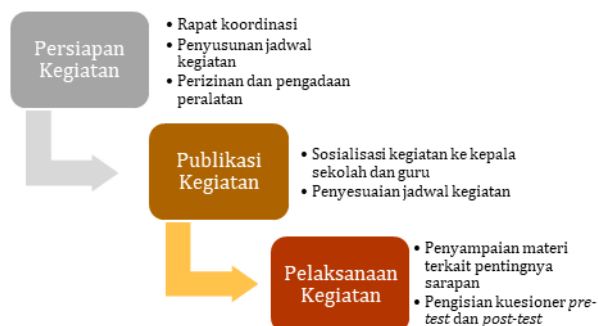 Persiapan
Kegiatan
• Rapat koordinasi
• Penyusunan jadwal
kegiatan
• Perizinan dan pengadaan
peralatan
Publikasi
Kegiatan
• Sosialisasi kegiatan ke kepala
sekolah dan guru
• Penyesuaian jadwal kegiatan
Pelaksanaan
Kegiatan
• Penyampaian materi
terkait pentingnya
sarapan
• Pengisian kuesioner pre-
test dan post-test